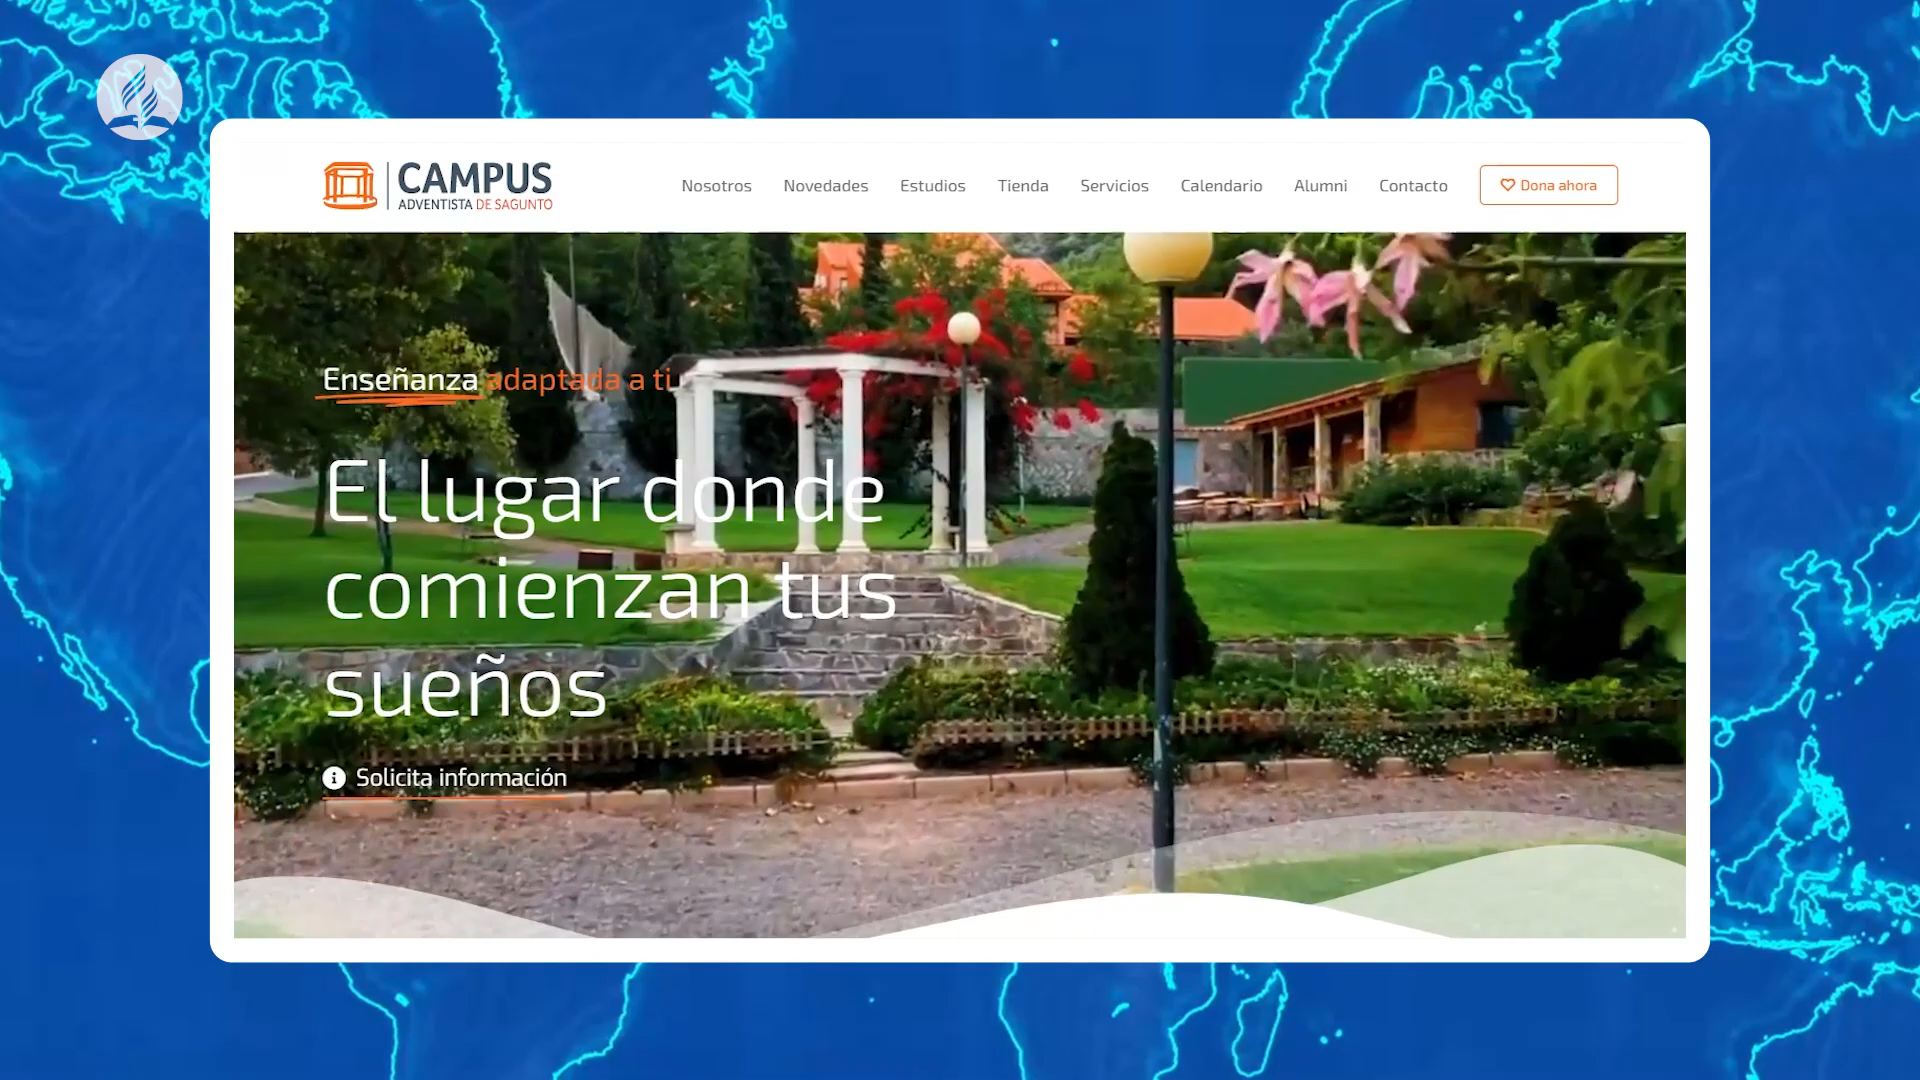 CAMPUS
ADVENTISTA DE SAGUNTO
Nosotros Novedades Estudios Tienda Servicios Calendario Alumni Contacto Dona ahora
Enseñanza adaptada a ti
El lugar donde
comienzan tus
sueños
Solicita información